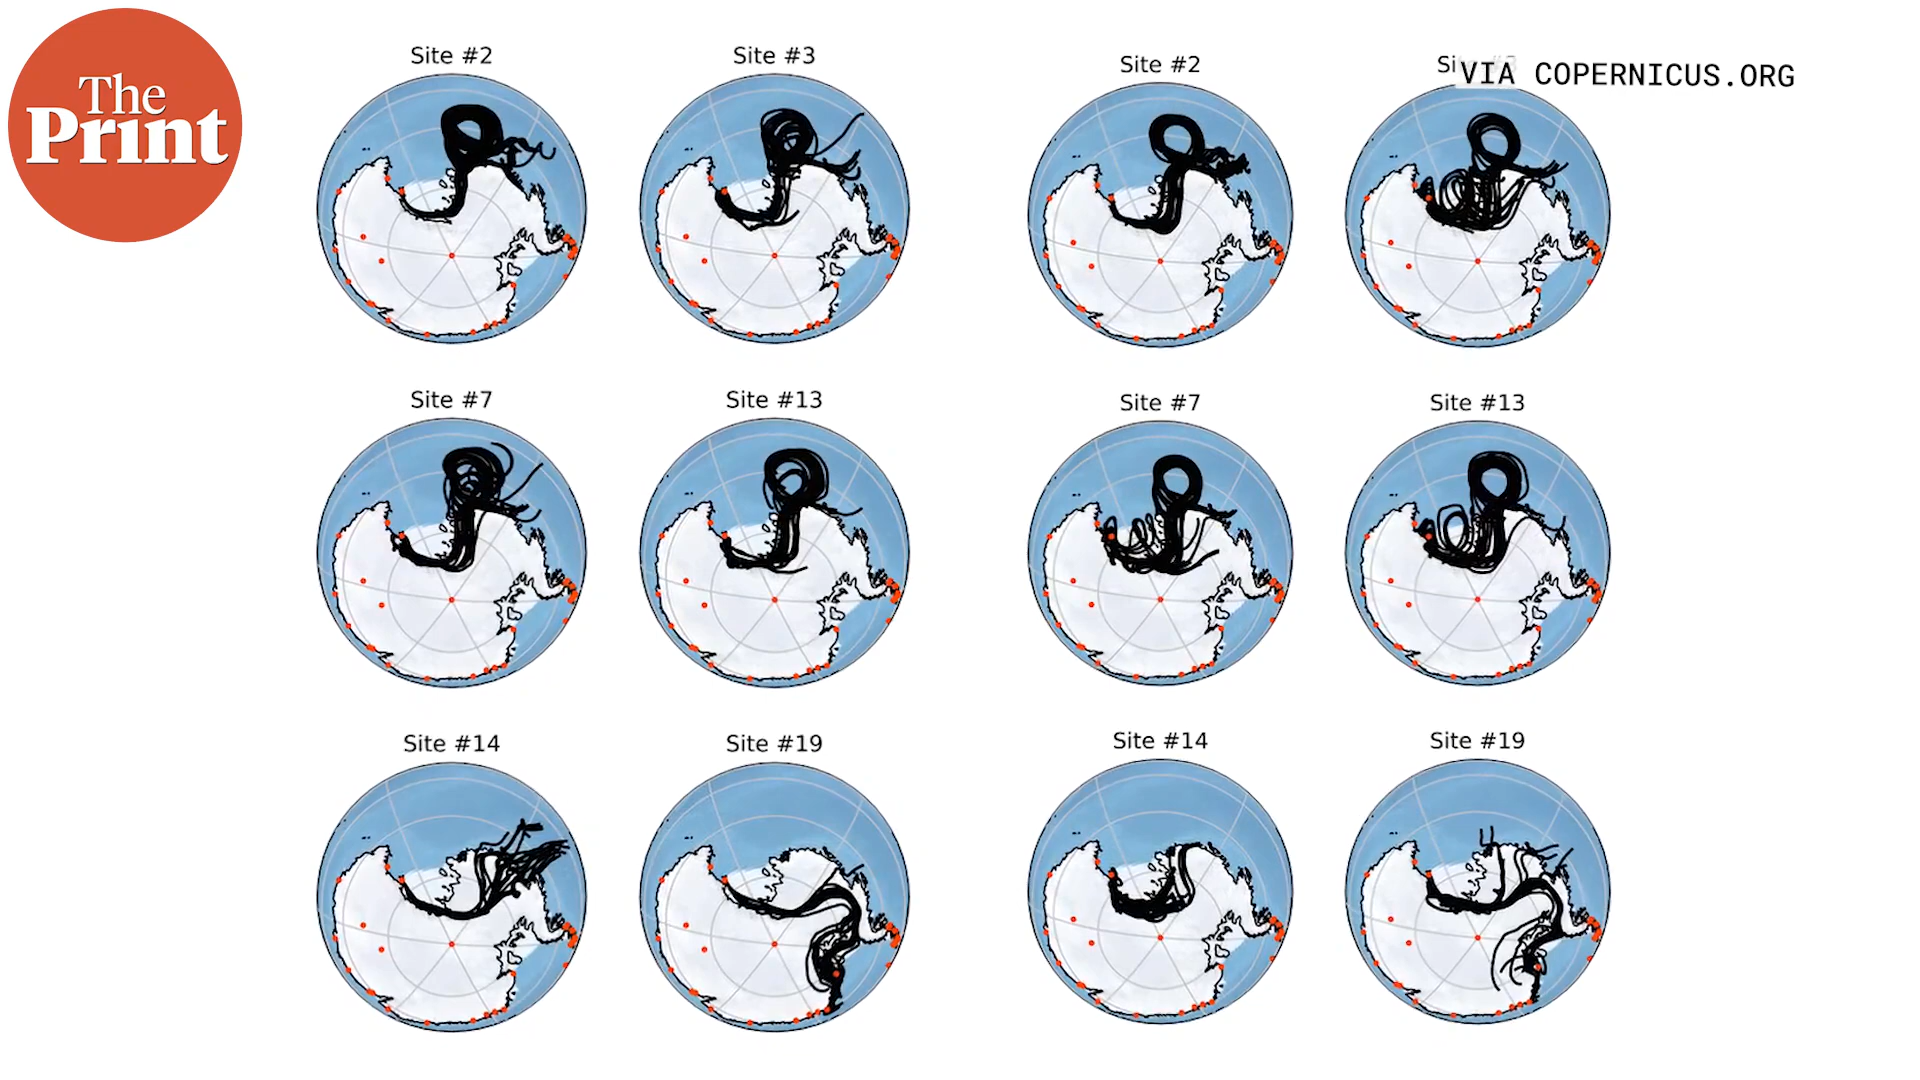 The
Print
Site #2
Site #3
Site #2
VIA COPERNICUS.ORG
Site #7
Site #13
Site #7
Site #13
Site #14
Site #19
Site #14
Site #19